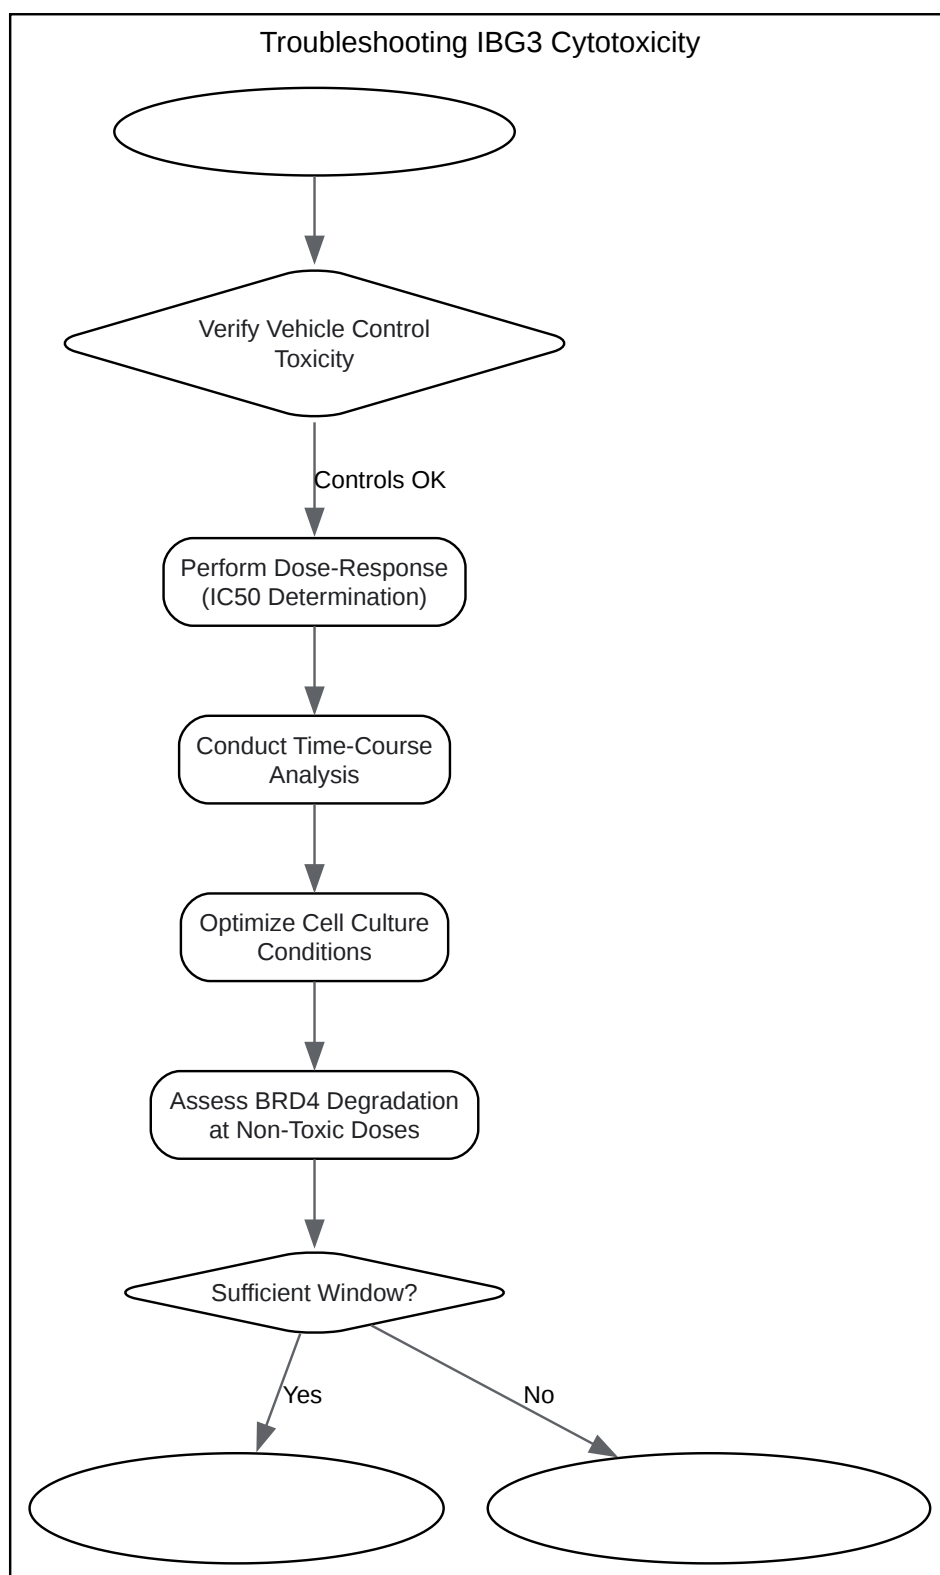 Troubleshooting IBG3 Cytotoxicity
Verify Vehicle Control
Toxicity
Controls OK
Perform Dose-Response
(IC50 Determination)
Conduct Time-Course
Analysis
Optimize Cell Culture
Conditions
Assess BRD4 Degradation
at Non-Toxic Doses
Sufficient Window?
Yes
No